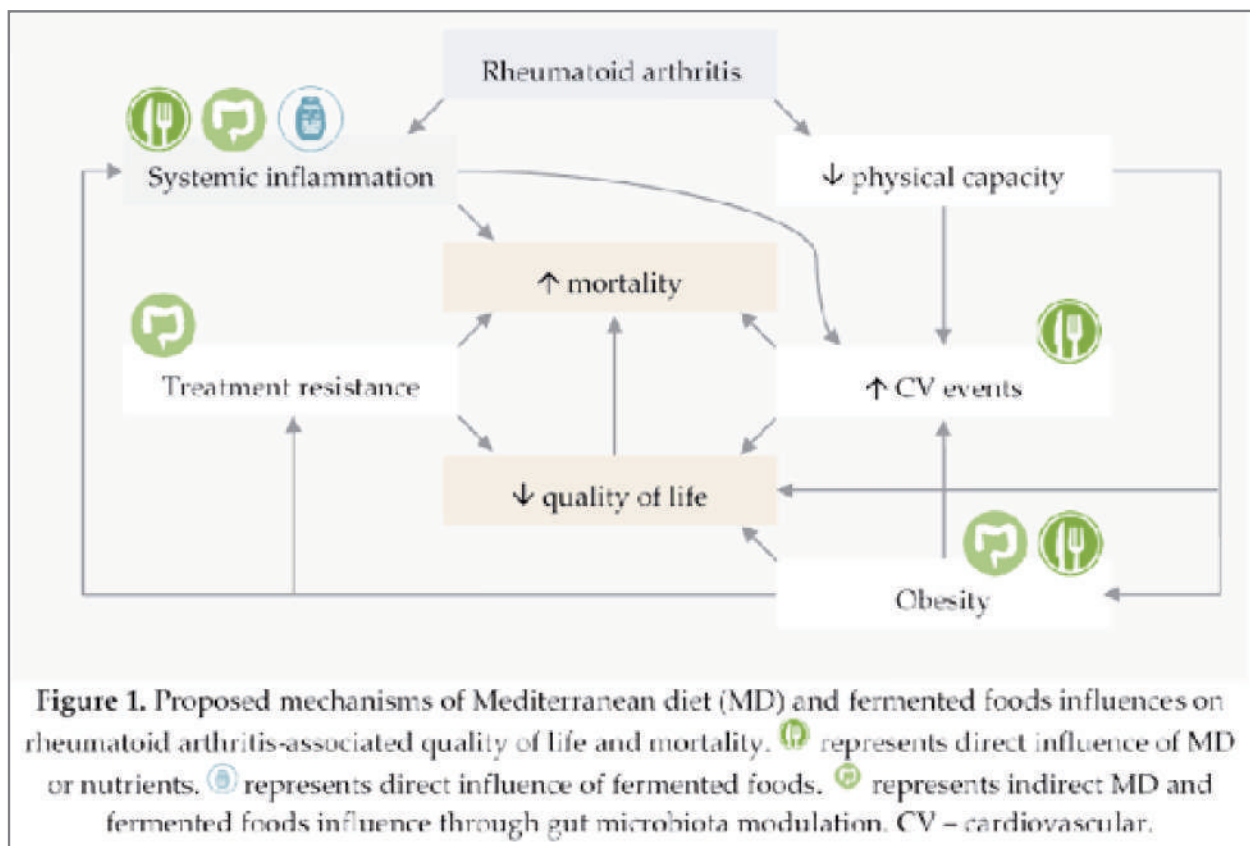 Rheumatoid arthritis
Systemic inflammation
↓ physical capacity
↑ mortality
Treatment resistance
↑ CV events
↓ quality of life
Obesity
Figure 1. Proposed mechanisms of Mediterranean diet (MD) and fermented foods influences on
rheumatoid arthritis-associated quality of life and mortality. represents direct influence of MD
or nutrients. represents direct influence of fermented foods. represents indirect MD and
fermented foods influence through gut microbiota modulation. CV – cardiovascular.